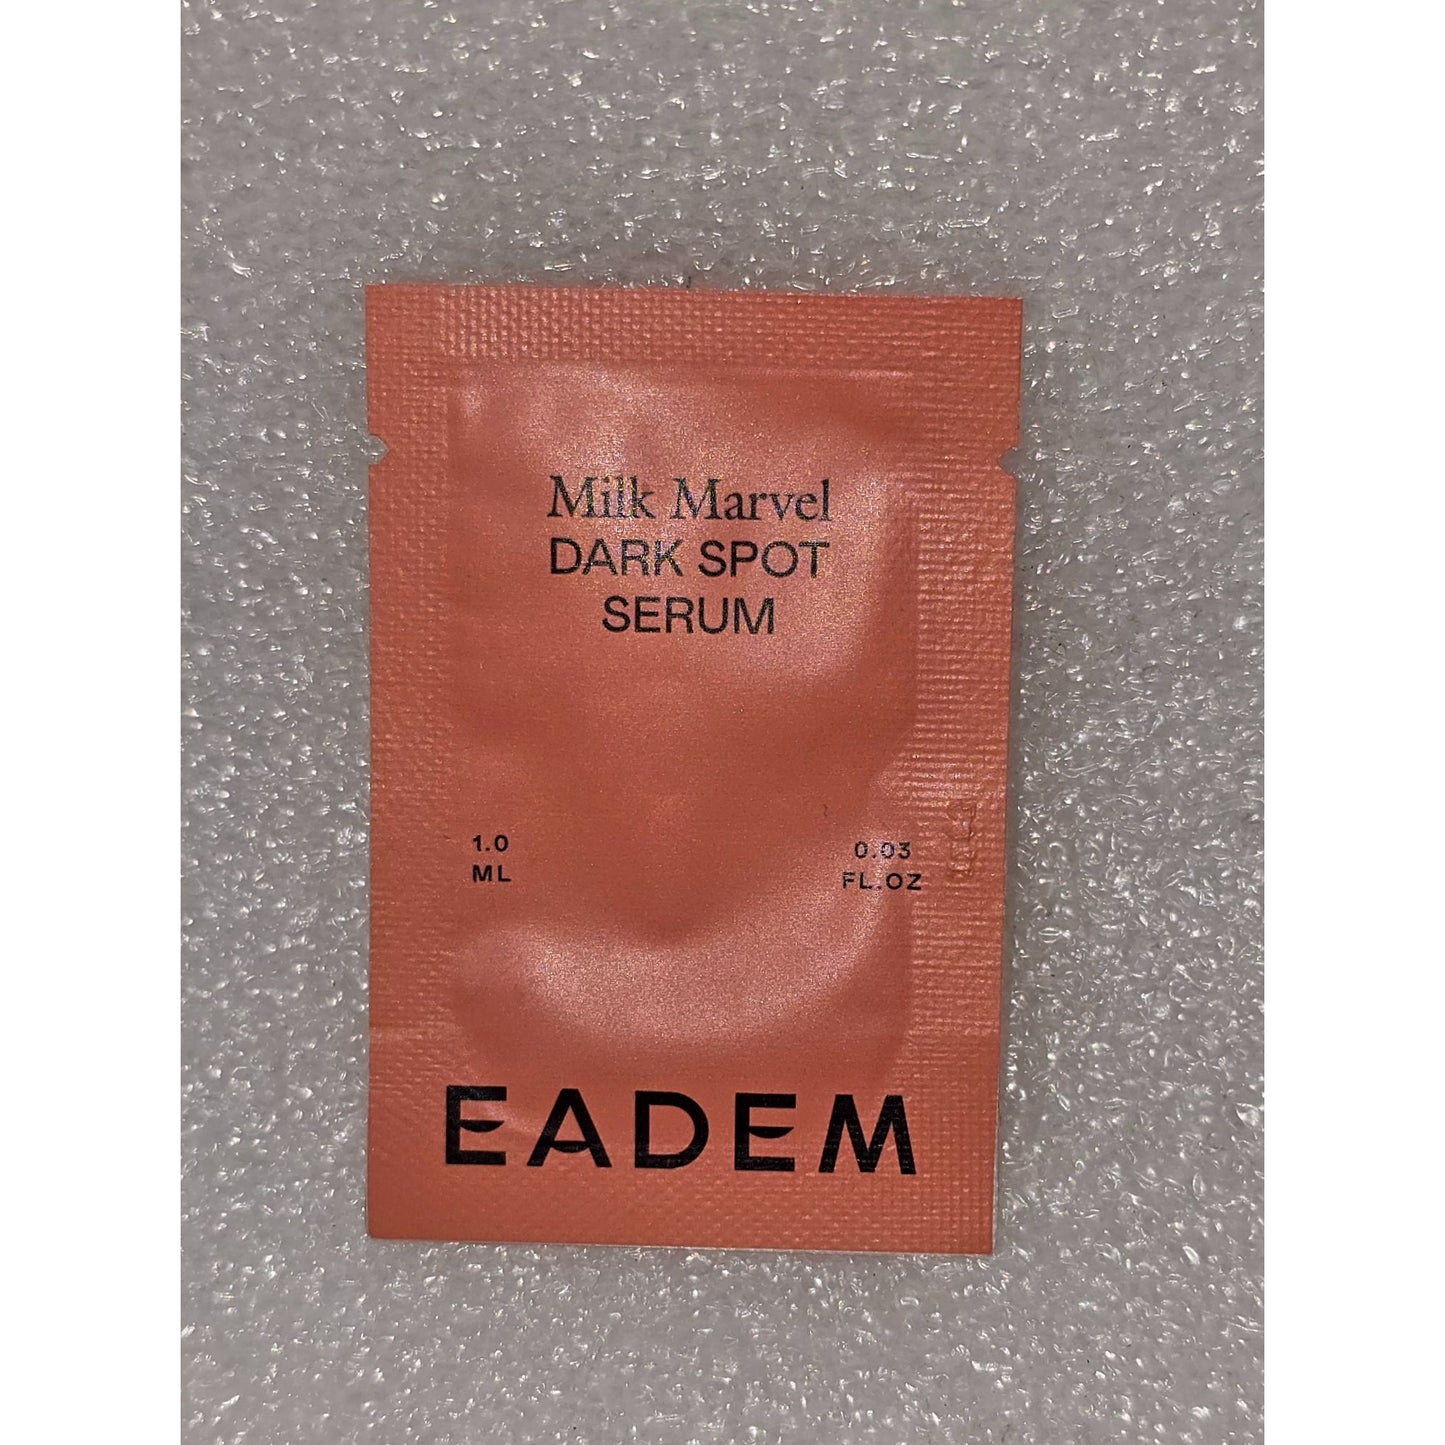 Milk Marvel
DARK SPOT
SERUM
1.0
ML
0.03
FL.OZ
EADEM